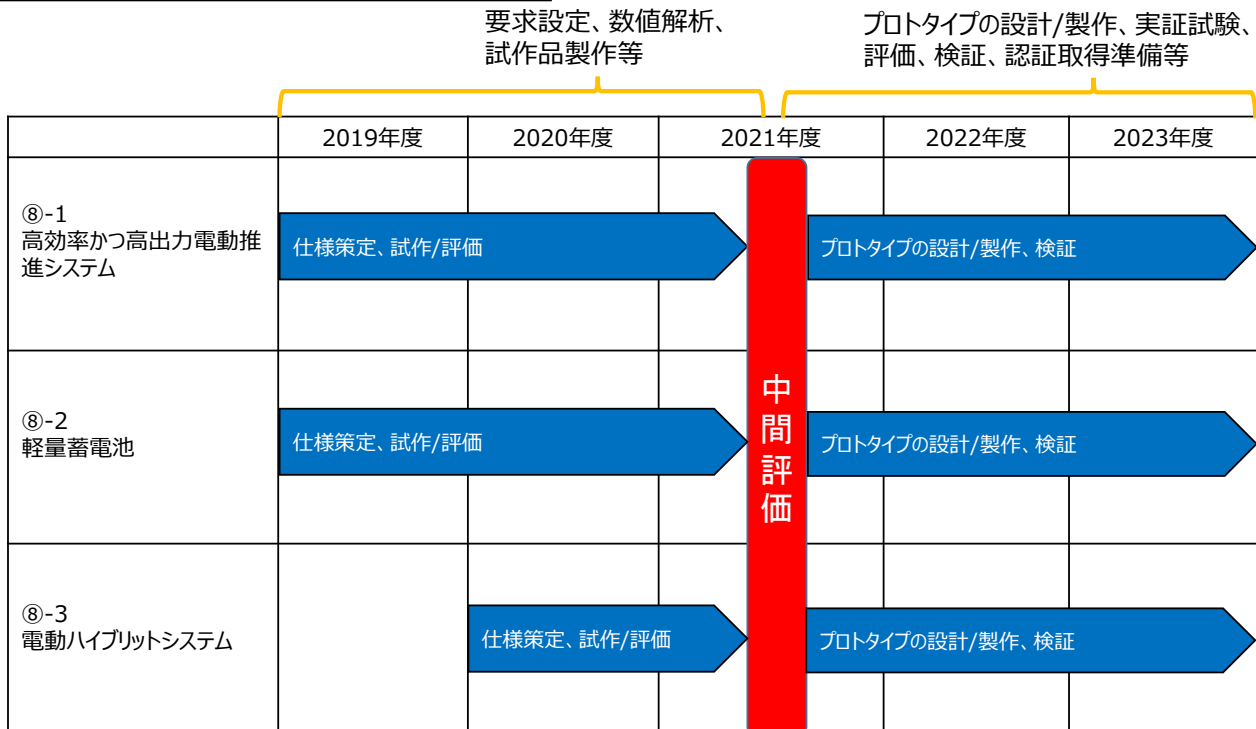 要求設定、数値解析、
試作品製作等
プロトタイプの設計/製作、実証試験、
評価、検証、認証取得準備等
2019年度
2020年度
2021年度
2022年度
2023年度
⑧-1
高効率かつ高出力電動推
進システム
仕様策定、試作/評価
プロトタイプの設計/製作、検証
⑧-2
軽量蓄電池
仕様策定、試作/評価
プロトタイプの設計/製作、検証
⑧-3
電動ハイブリットシステム
仕様策定、試作/評価
プロトタイプの設計/製作、検証
中間評価